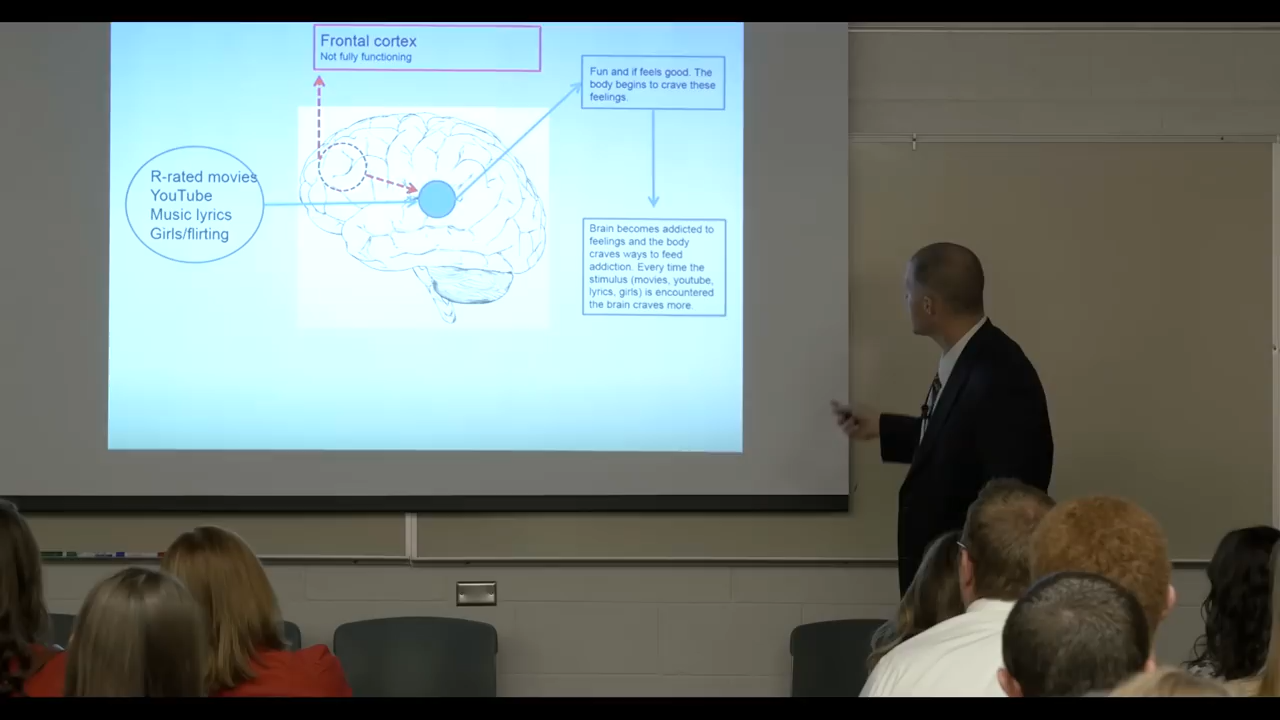 Frontal cortex
Not fully functioning
Fun and if feels good. The
body begins to crave these
feelings.
R-rated movies
YouTube
Music lyrics
Girls/flirting
Brain becomes addicted to
feelings and the body
craves ways to feed
addiction. Every time the
stimulus (movies, youtube,
lyrics, girls) is encountered
the brain craves more.